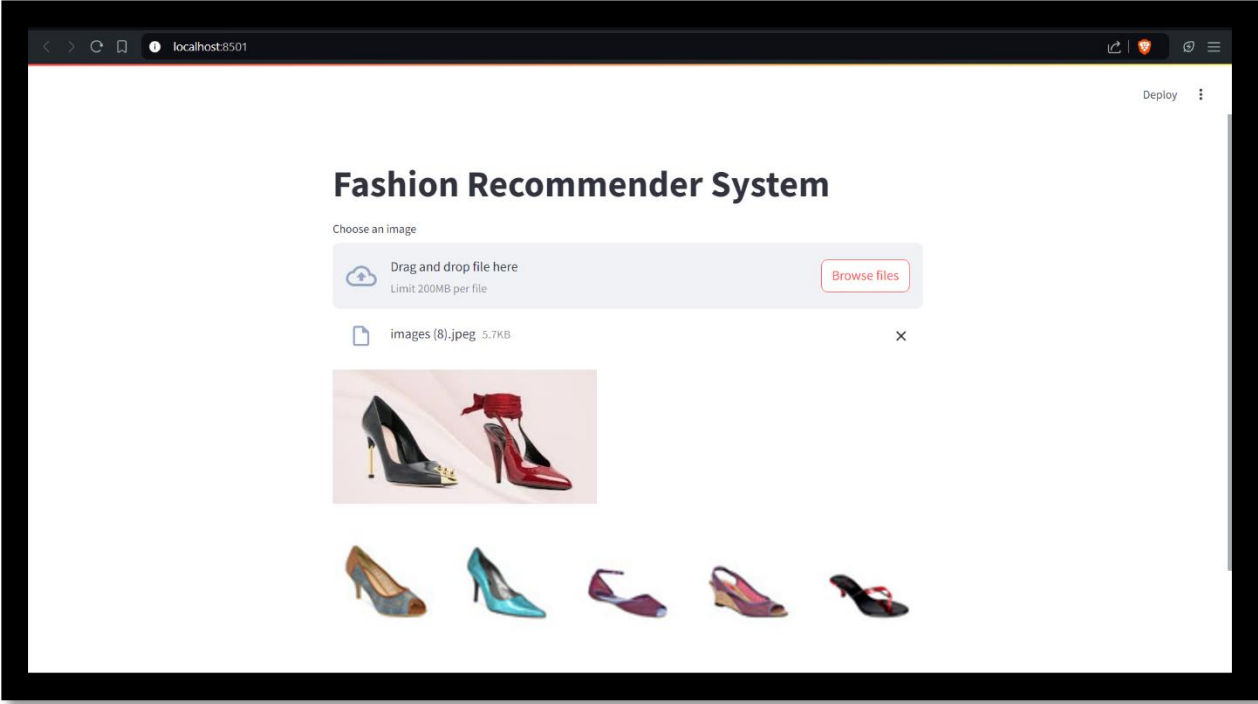 localhost:8501
Deploy
Fashion Recommender System
Choose an image
Drag and drop file here
Limit 200MB per file
Browse files
images (8).jpeg 5.7KB